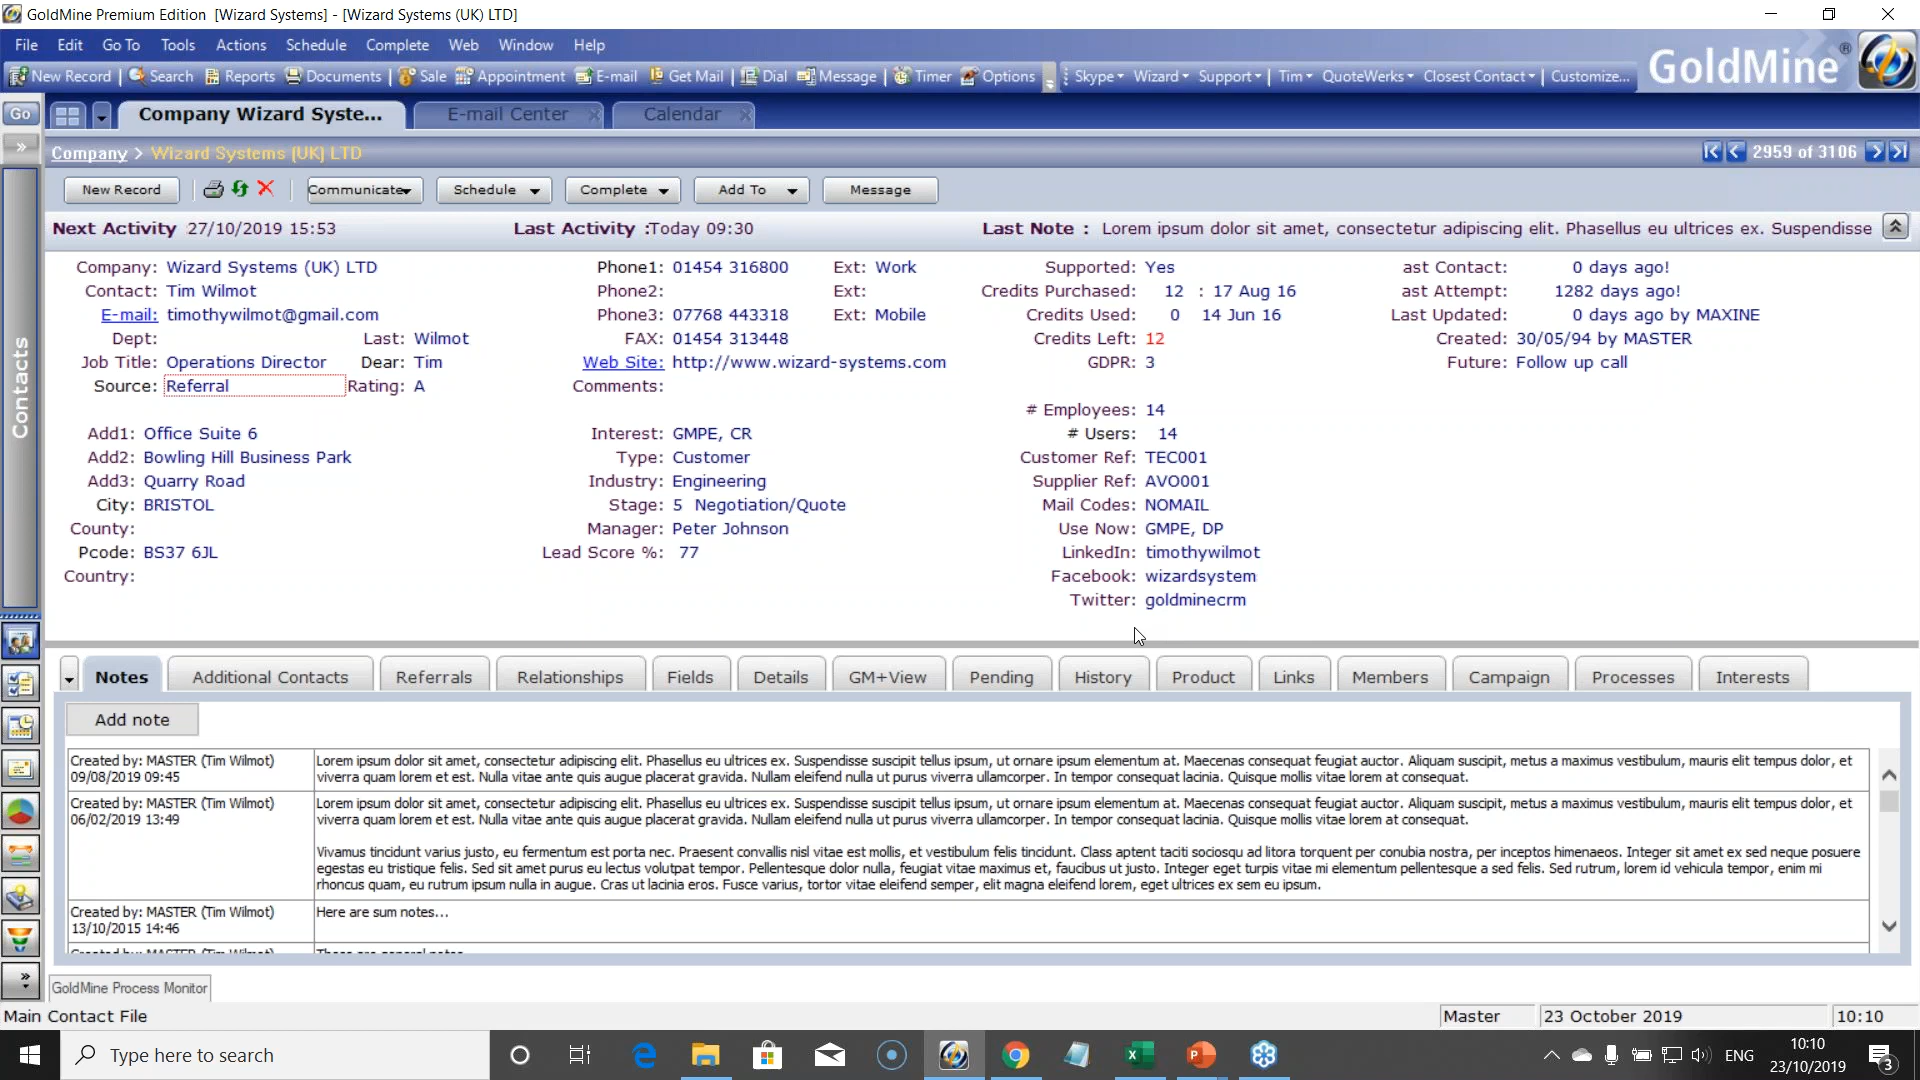 GoldMine Premium Edition  [Wizard Systems] - [Wizard Systems (UK) LTD]
File Edit Go To Tools Actions Schedule Complete Web Window Help
New Record | Search Reports Documents | Sale Appointment E-mail Get Mail | Dial Message | Timer Options Skype Wizard Support | Tim QuoteWerks Closest Contact | Customize... GoldMine ®
Go Company Wizard Syste... E-mail Center Calendar
Company > Wizard Systems (UK) LTD 2959 of 3106
New Record Communicate Schedule Complete Add To Message
Next Activity 27/10/2019 15:53 Last Activity :Today 09:30 Last Note : Lorem ipsum dolor sit amet, consectetur adipiscing elit. Phasellus eu ultrices ex. Suspendisse
Contacts
Company: Wizard Systems (UK) LTD Phone1: 01454 316800 Ext: Work Supported: Yes ast Contact: 0 days ago!
Contact: Tim Wilmot Phone2: Ext: Credits Purchased: 12 : 17 Aug 16 ast Attempt: 1282 days ago!
E-mail: timothywilmot@gmail.com Phone3: 07768 443318 Ext: Mobile Credits Used: 0 14 Jun 16 Last Updated: 0 days ago by MAXINE
Dept: Last: Wilmot FAX: 01454 313448 Credits Left: 12 Created: 30/05/94 by MASTER
Job Title: Operations Director Dear: Tim Web Site: http://www.wizard-systems.com GDPR: 3 Future: Follow up call
Source: Referral Rating: A Comments:
# Employees: 14
Add1: Office Suite 6 Interest: GMPE, CR # Users: 14
Add2: Bowling Hill Business Park Type: Customer Customer Ref: TEC001
Add3: Quarry Road Industry: Engineering Supplier Ref: AVO001
City: BRISTOL Stage: 5 Negotiation/Quote Mail Codes: NOMAIL
County: Manager: Peter Johnson Use Now: GMPE, DP
Pcode: BS37 6JL Lead Score %: 77 LinkedIn: timothywilmot
Country: Facebook: wizardsystem
Twitter: goldminecrm
Notes Additional Contacts Referrals Relationships Fields Details GM+View Pending History Product Links Members Campaign Processes Interests
Add note
Created by: MASTER (Tim Wilmot) Lorem ipsum dolor sit amet, consectetur adipiscing elit. Phasellus eu ultrices ex. Suspendisse suscipit tellus ipsum, ut ornare ipsum elementum at. Maecenas consequat feugiat auctor. Aliquam suscipit, metus a maximus vestibulum, mauris elit tempus dolor, et
09/08/2019 09:45 viverra quam lorem et est. Nulla vitae ante quis augue placerat gravida. Nullam eleifend nulla ut purus viverra ullamcorper. In tempor consequat lacinia. Quisque mollis vitae lorem at consequat.
Created by: MASTER (Tim Wilmot) Lorem ipsum dolor sit amet, consectetur adipiscing elit. Phasellus eu ultrices ex. Suspendisse suscipit tellus ipsum, ut ornare ipsum elementum at. Maecenas consequat feugiat auctor. Aliquam suscipit, metus a maximus vestibulum, mauris elit tempus dolor, et
06/02/2019 13:49 viverra quam lorem et est. Nulla vitae ante quis augue placerat gravida. Nullam eleifend nulla ut purus viverra ullamcorper. In tempor consequat lacinia. Quisque mollis vitae lorem at consequat.
Vivamus tincidunt varius justo, eu fermentum est porta nec. Praesent convallis nisl vitae est mollis, et vestibulum felis tincidunt. Class aptent taciti sociosqu ad litora torquent per conubia nostra, per inceptos himenaeos. Integer sit amet ex sed neque posuere
egestas eu tristique felis. Sed sit amet purus eu lectus volutpat tempor. Pellentesque dolor nulla, feugiat vitae maximus et, faucibus ut justo. Integer eget turpis vitae mi elementum pellentesque a sed felis. Sed rutrum, lorem id vehicula tempor, enim mi
rhoncus quam, eu rutrum ipsum nulla in augue. Cras ut lacinia eros. Fusce varius, tortor vitae eleifend semper, elit magna eleifend lorem, eget ultrices ex sem eu ipsum.
Created by: MASTER (Tim Wilmot) Here are sum notes...
13/10/2015 14:46
Created by: MASTER (Tim Wilmot) These are general notes
GoldMine Process Monitor
Main Contact File Master 23 October 2019 10:10
Type here to search ENG 10:10
23/10/2019 3